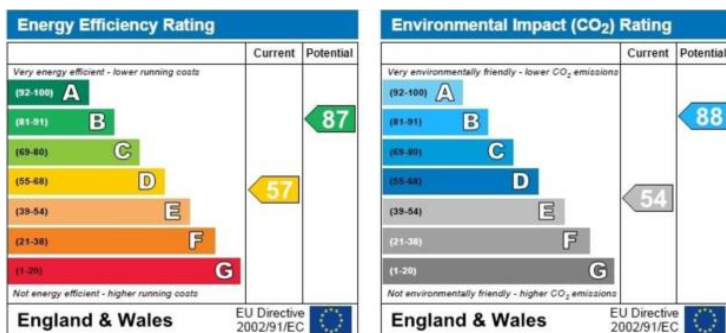 Energy Efficiency Rating
Current Potential
Very energy efficient - lower running costs
(92-100) A
(81-91) B
87
(69-80) C
(55-68) D
57
(39-54) E
(21-38) F
(1-20) G
Not energy efficient - higher running costs
England & Wales
EU Directive
2002/91/EC
Environmental Impact (CO₂) Rating
Current Potential
Very environmentally friendly - lower CO₂ emissions
(92-100) A
(81-91) B
88
(69-80) C
(55-68) D
(39-54) E
54
(21-38) F
(1-20) G
Not environmentally friendly - higher CO₂ emissions
England & Wales
EU Directive
2002/91/EC